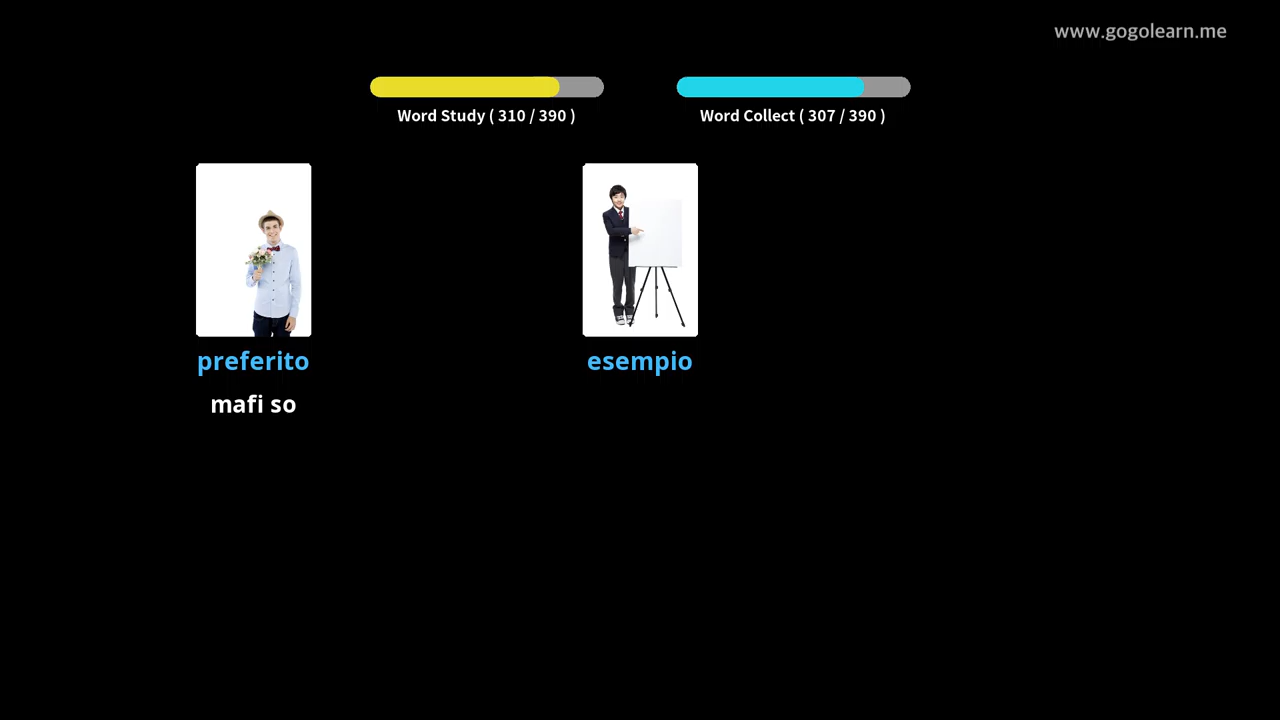 www.gogolearn.me
Word Study ( 310 / 390 )
Word Collect ( 307 / 390 )
preferito
esempio
mafi so